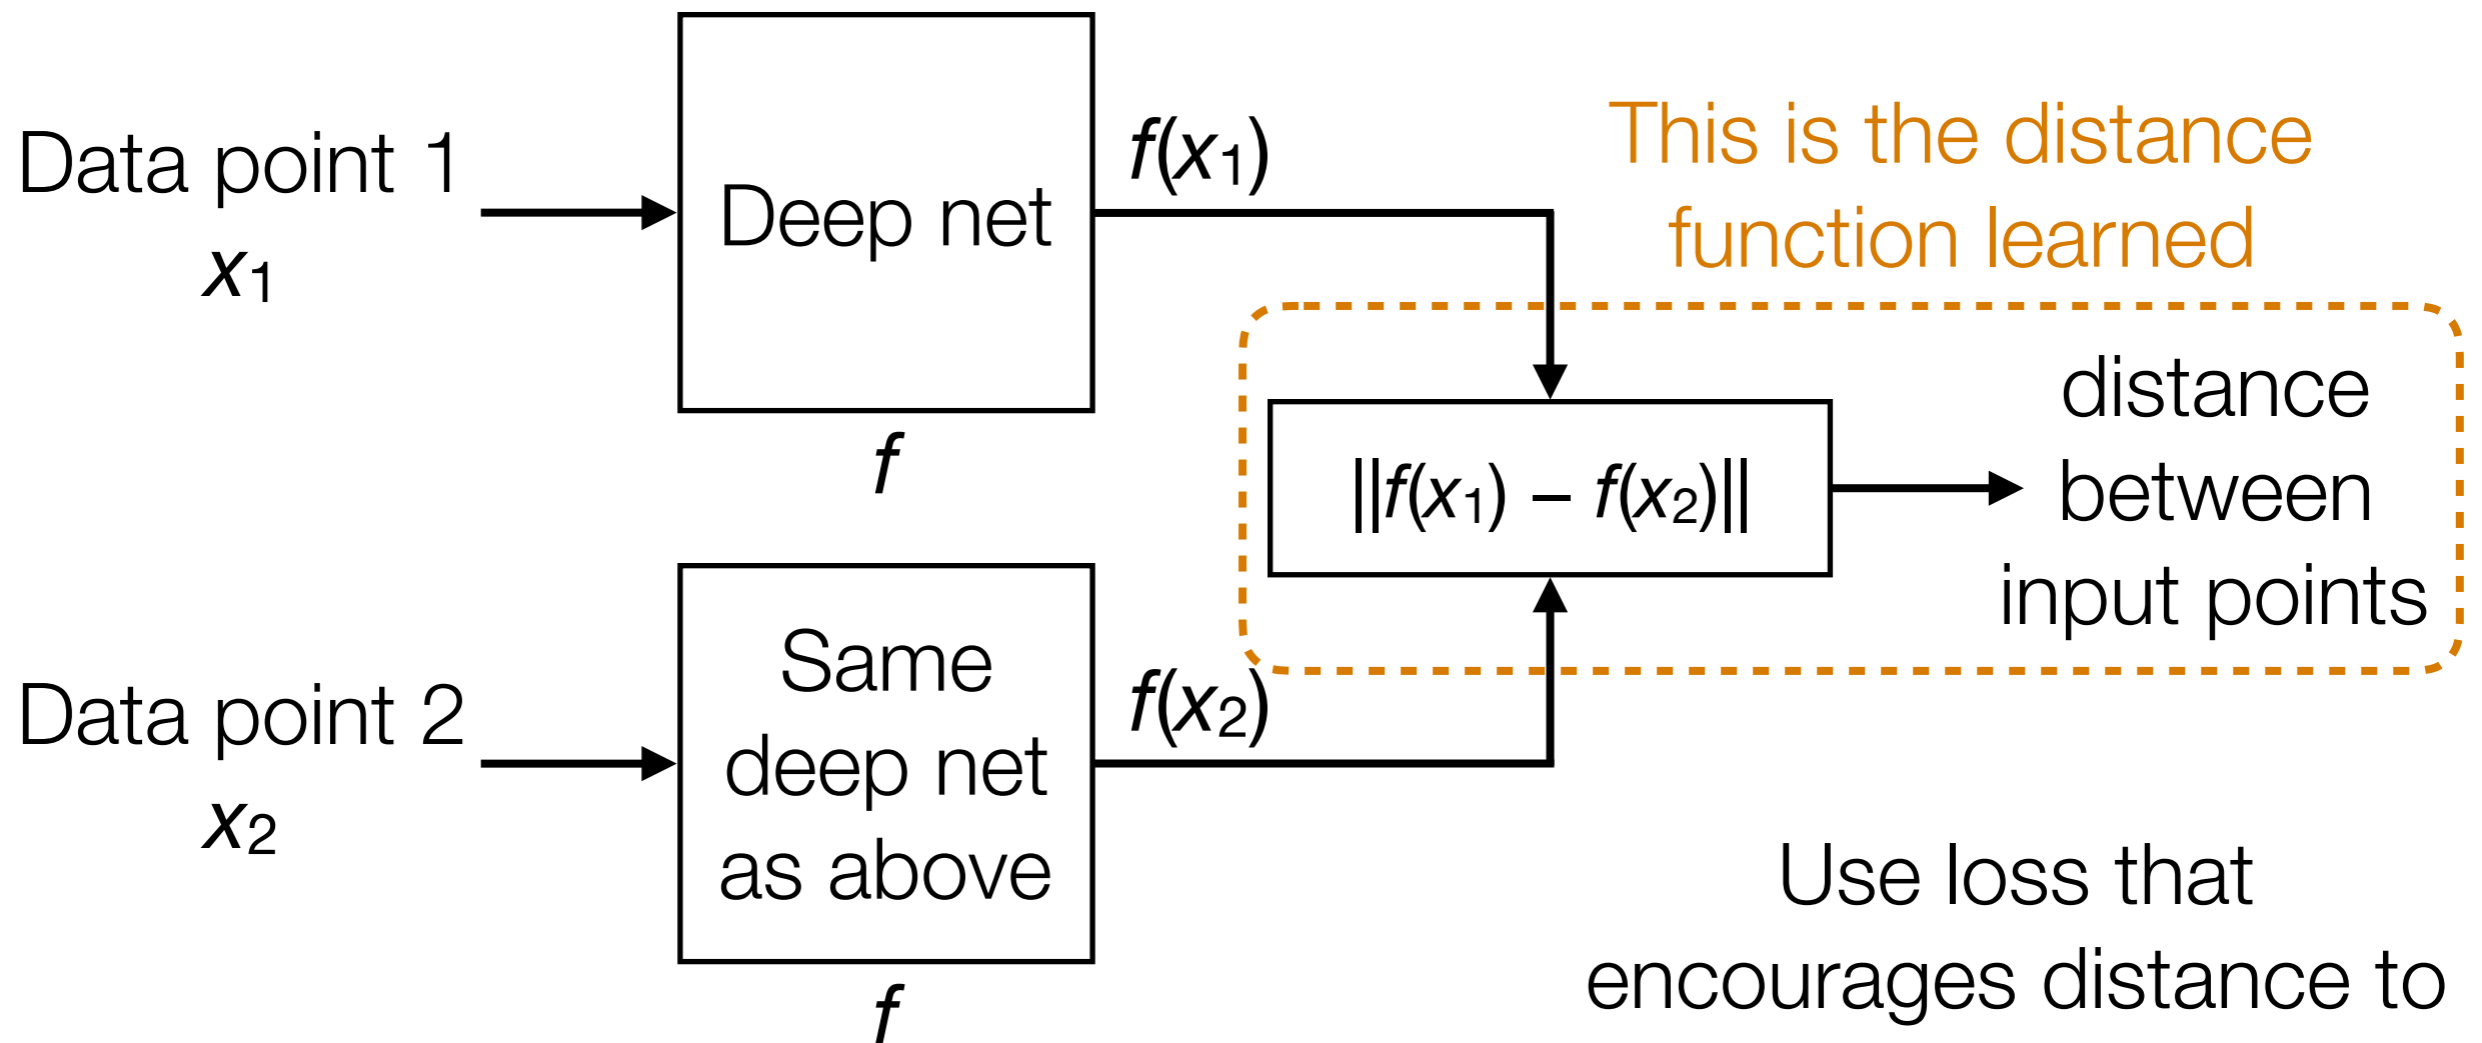 Data point 1
x₁
Deep net
f
f(x₁)
This is the distance
function learned
||f(x₁) – f(x₂)||
distance
between
input points
Data point 2
x₂
Same
deep net
as above
f
f(x₂)
Use loss that
encourages distance to